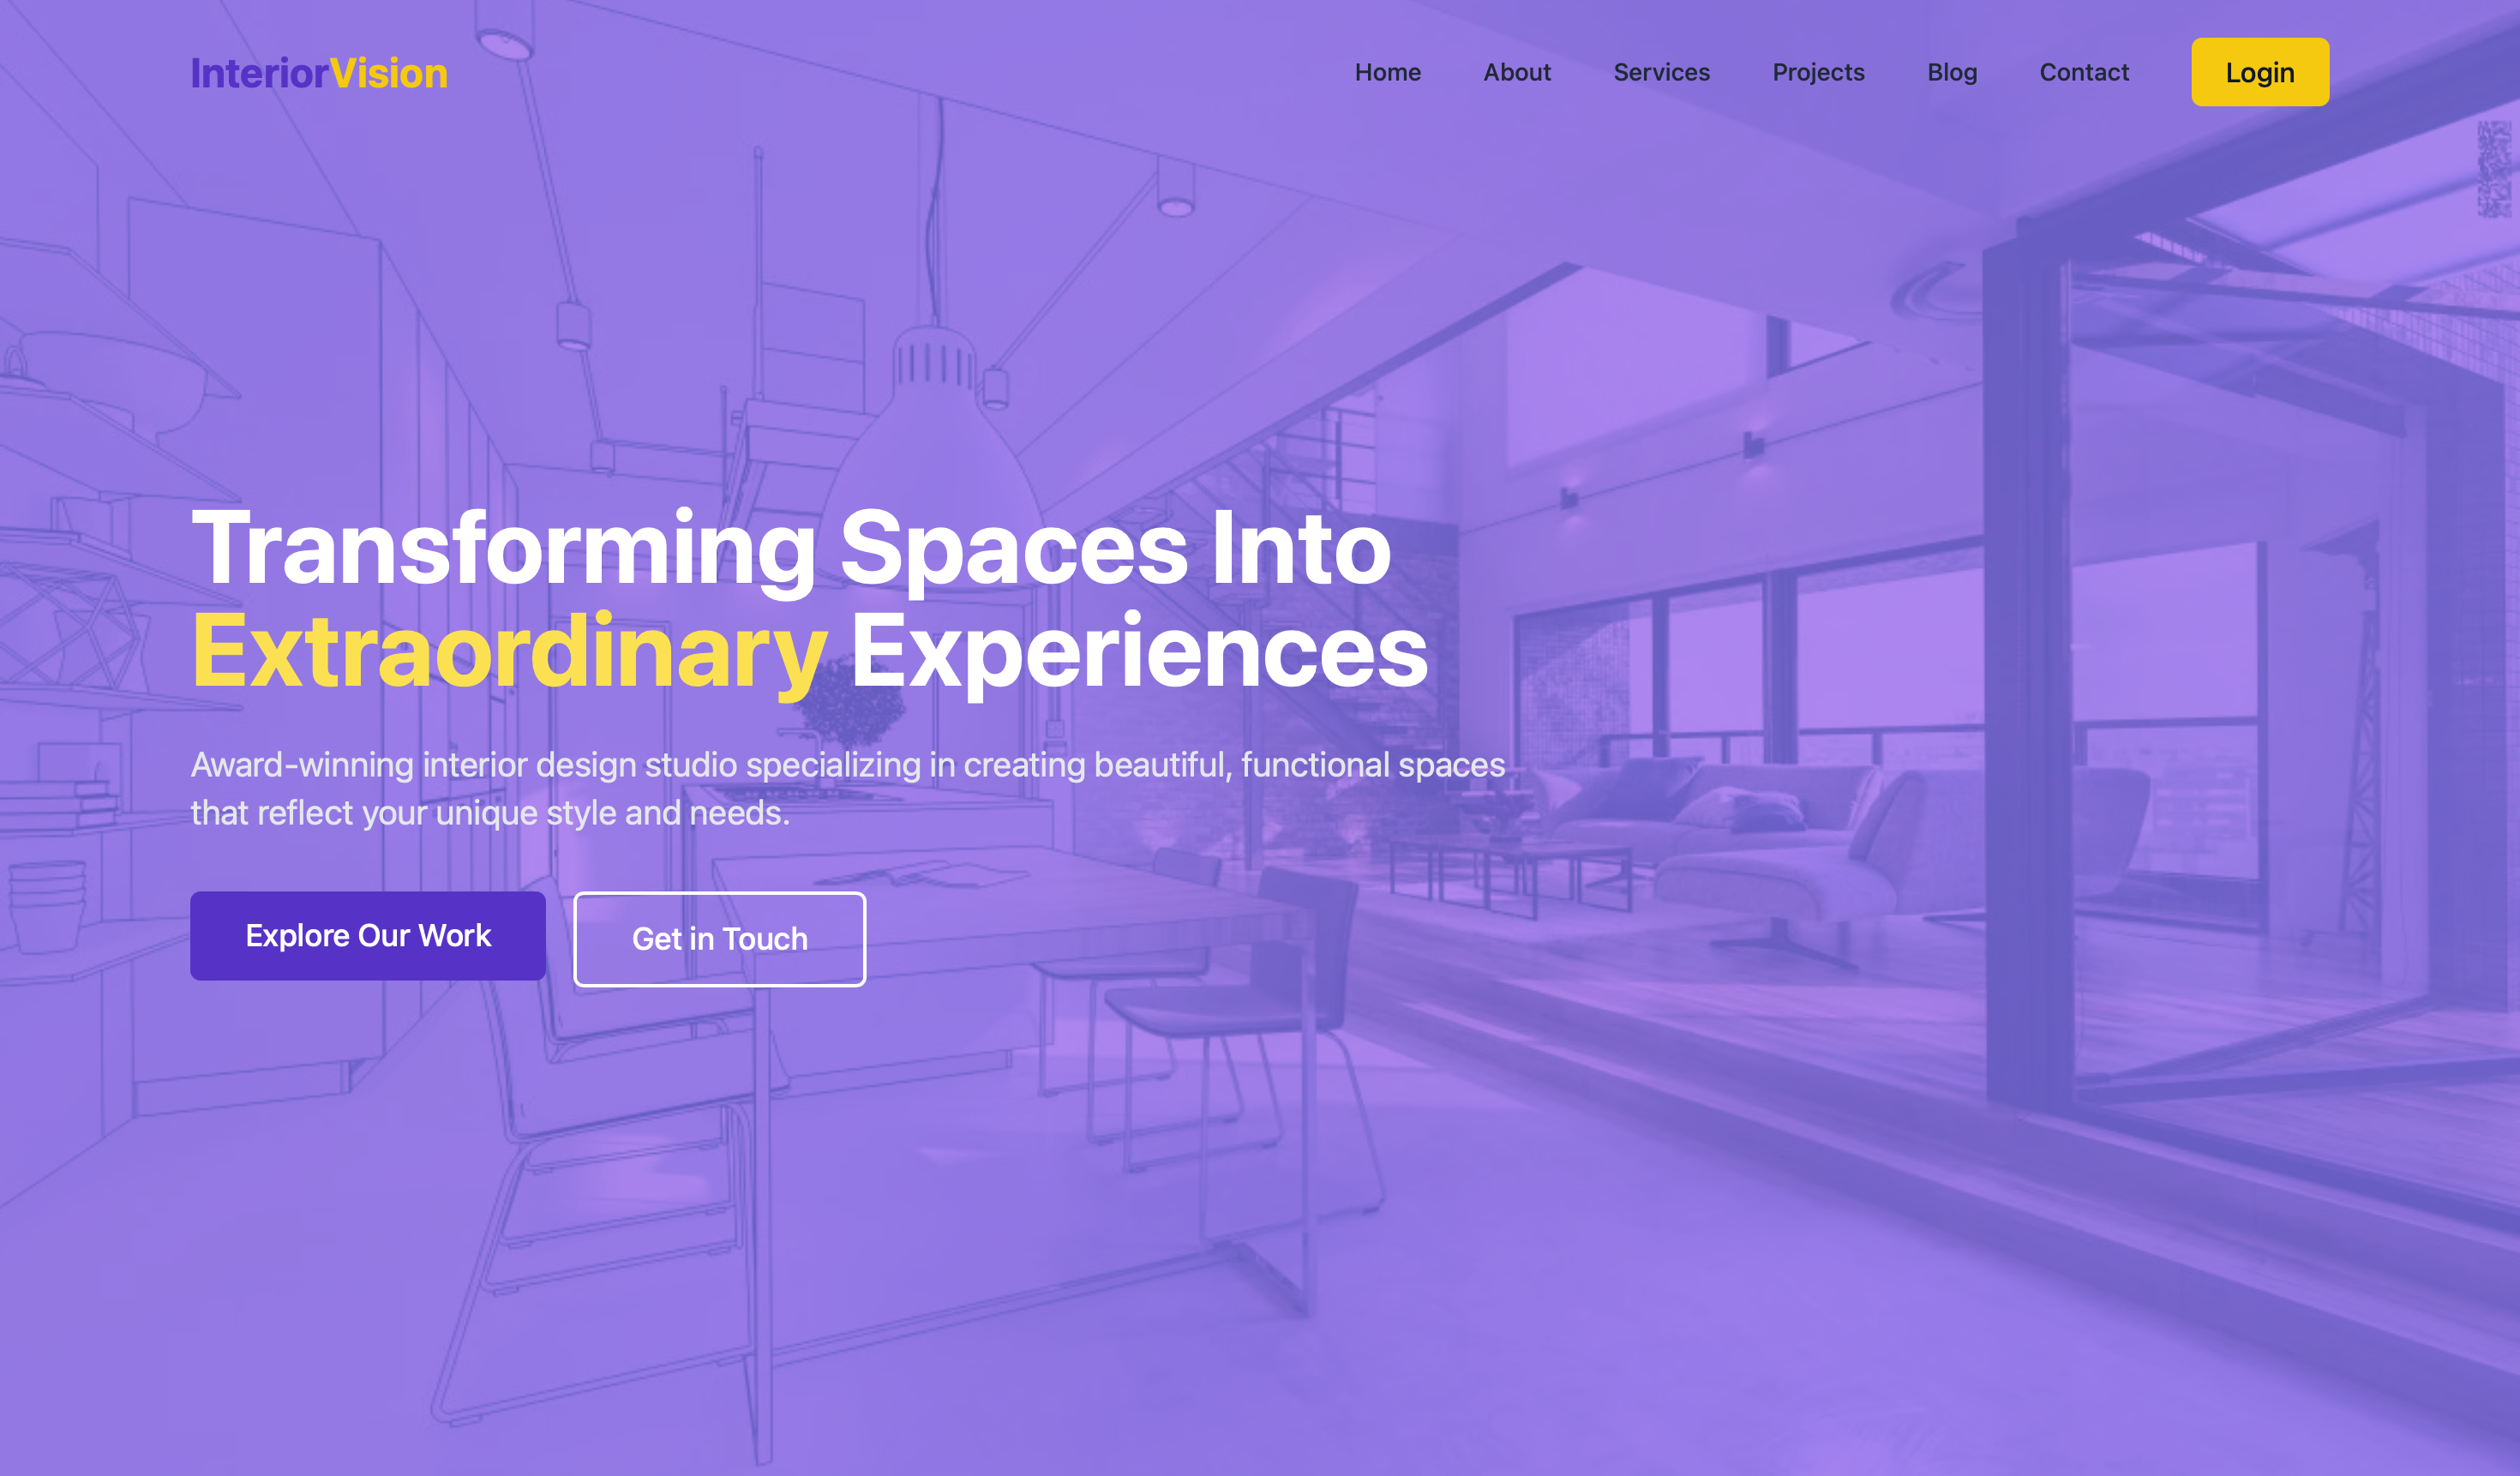 InteriorVision
Home About Services Projects Blog Contact Login
Transforming Spaces Into
Extraordinary Experiences
Award-winning interior design studio specializing in creating beautiful, functional spaces
that reflect your unique style and needs.
Explore Our Work Get in Touch